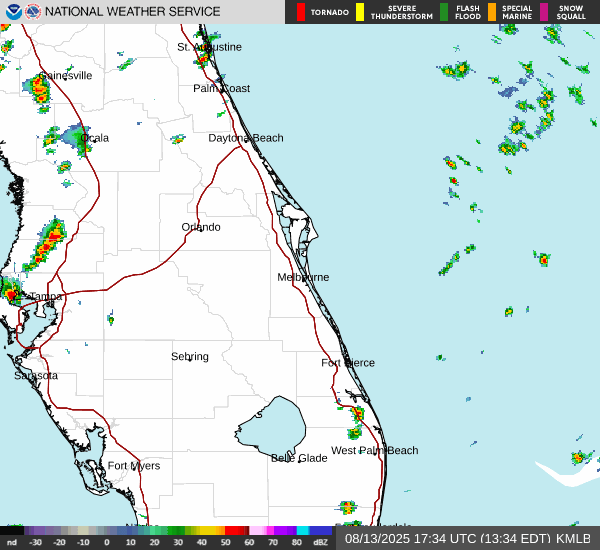 NATIONAL WEATHER SERVICE
TORNADO
SEVERE THUNDERSTORM
FLASH FLOOD
SPECIAL MARINE
SNOW SQUALL
St. Augustine
Gainesville
Palm Coast
Ocala
Daytona Beach
Orlando
Melbourne
Tampa
Sebring
Fort Pierce
Sarasota
West Palm Beach
Belle Glade
Fort Myers
nd -30 -20 -10 0 10 20 30 40 50 60 70 80 dBZ
08/13/2025 17:34 UTC (13:34 EDT) KMLB